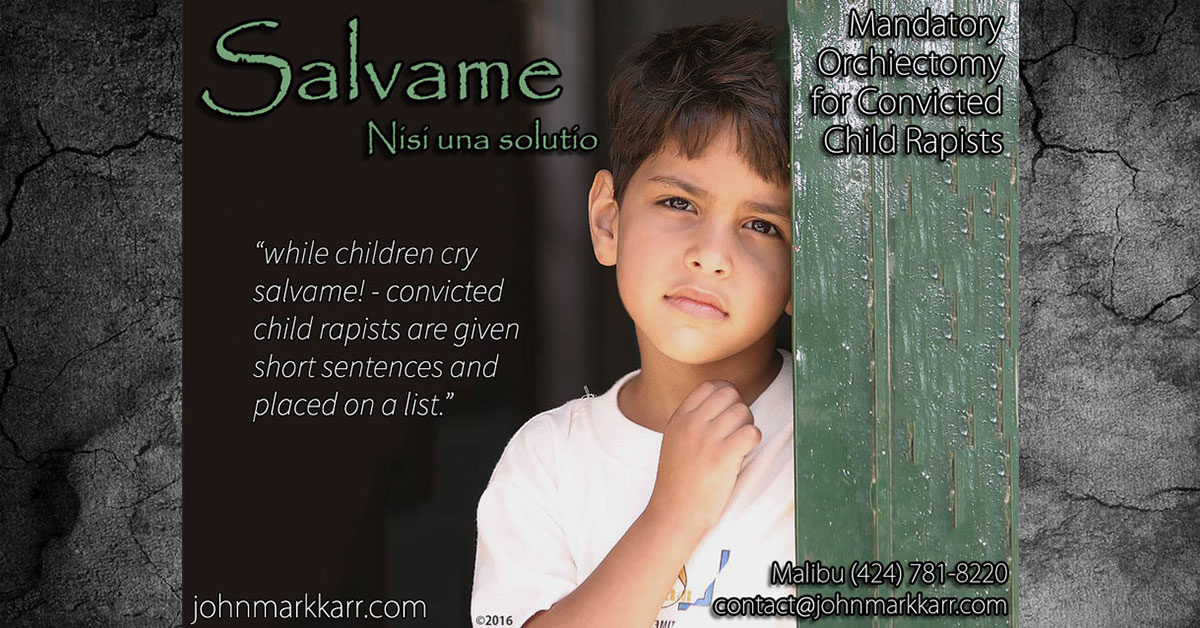 Salvame
Nisi una solutio
Mandatory
Orchiectomy
for Convicted
Child Rapists
“while children cry
salvame! - convicted
child rapists are given
short sentences and
placed on a list.”
johnmarkkarr.com
©2016
Malibu (424) 781-8220
contact@johnmarkkarr.com